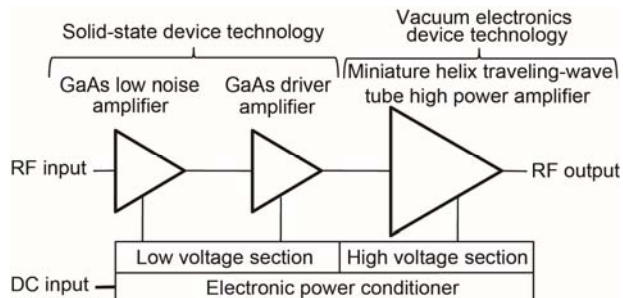 Solid-state device technology
Vacuum electronics
device technology
GaAs low noise
amplifier
GaAs driver
amplifier
Miniature helix traveling-wave
tube high power amplifier
RF input
RF output
Low voltage section
High voltage section
DC input
Electronic power conditioner